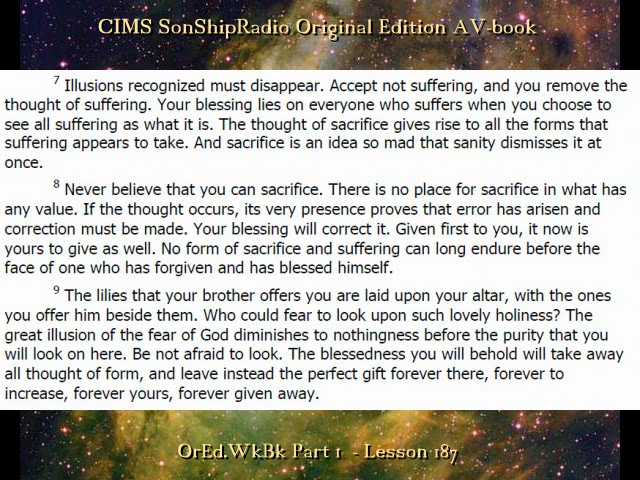 CIMS SonShipRadio Original Edition AV-book
7 Illusions recognized must disappear. Accept not suffering, and you remove the
thought of suffering. Your blessing lies on everyone who suffers when you choose to
see all suffering as what it is. The thought of sacrifice gives rise to all the forms that
suffering appears to take. And sacrifice is an idea so mad that sanity dismisses it at
once.
8 Never believe that you can sacrifice. There is no place for sacrifice in what has
any value. If the thought occurs, its very presence proves that error has arisen and
correction must be made. Your blessing will correct it. Given first to you, it now is
yours to give as well. No form of sacrifice and suffering can long endure before the
face of one who has forgiven and has blessed himself.
9 The lilies that your brother offers you are laid upon your altar, with the ones
you offer him beside them. Who could fear to look upon such lovely holiness? The
great illusion of the fear of God diminishes to nothingness before the purity that you
will look on here. Be not afraid to look. The blessedness you will behold will take away
all thought of form, and leave instead the perfect gift forever there, forever to
increase, forever yours, forever given away.
OrEd.WkBk Part 1 - Lesson 187